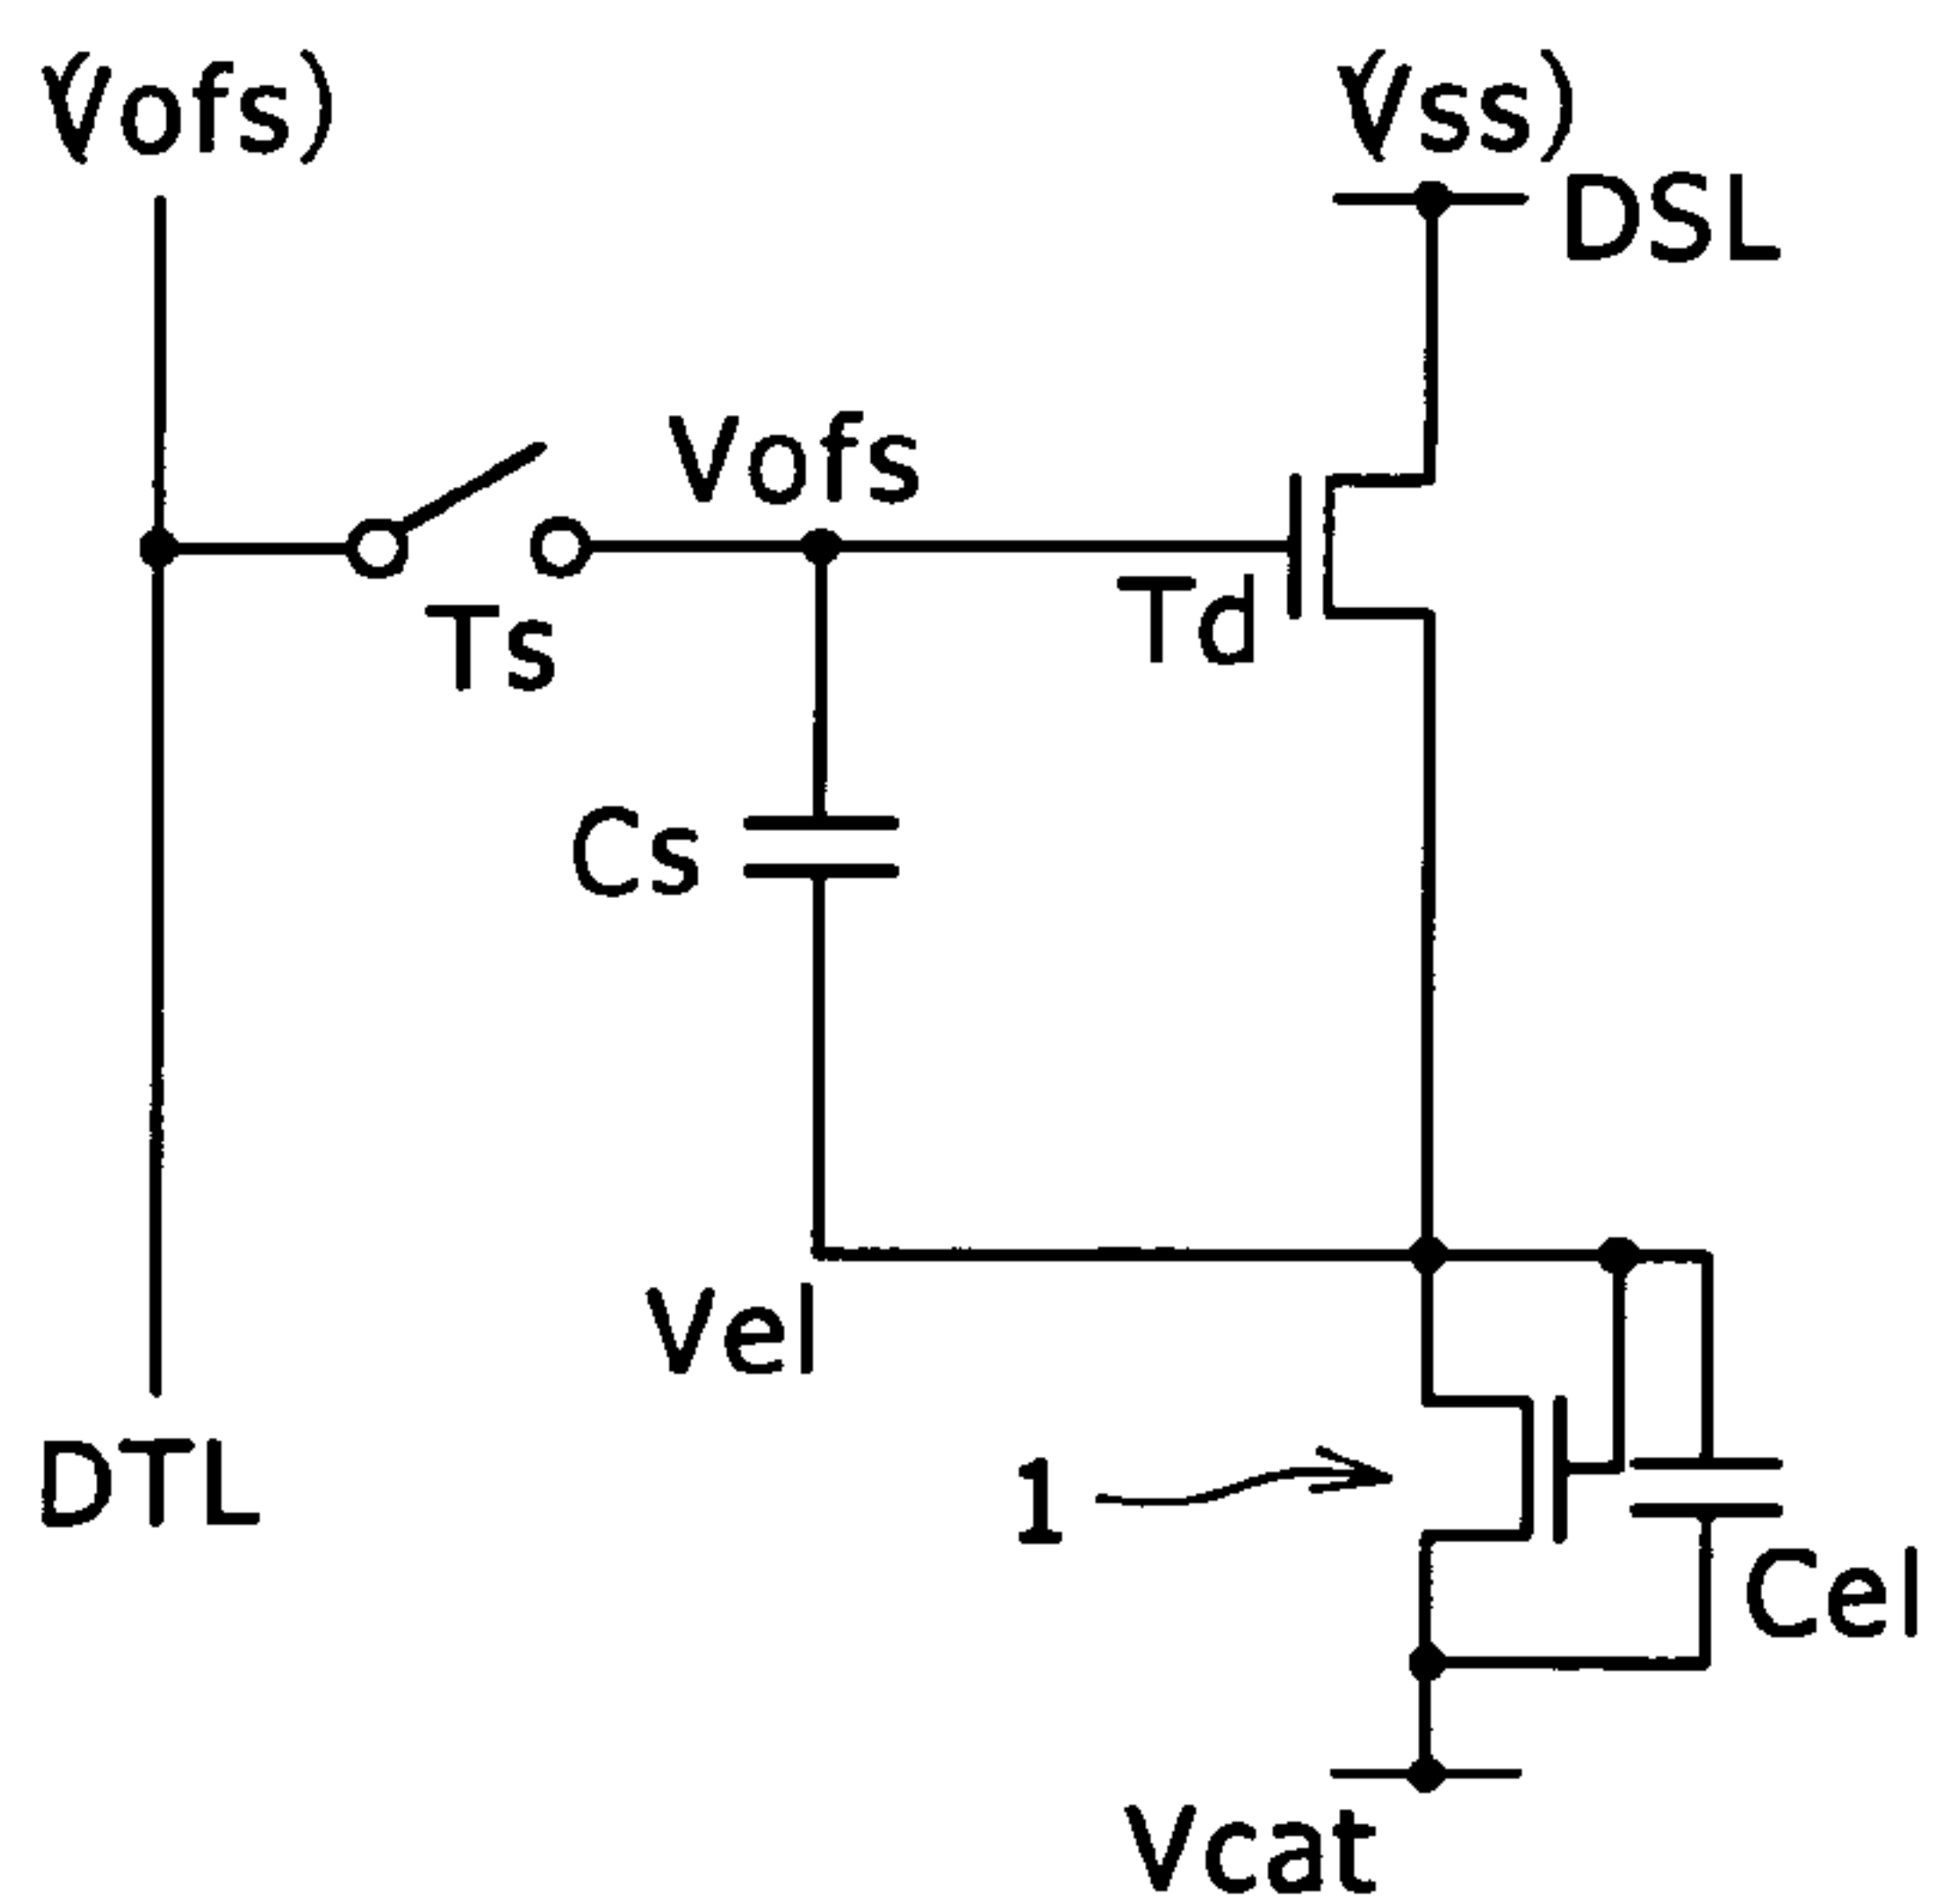 (Vofs)
(Vss)
DSL
Vofs
Td
Ts
Cs
Vel
DTL
1
Cel
Vcat